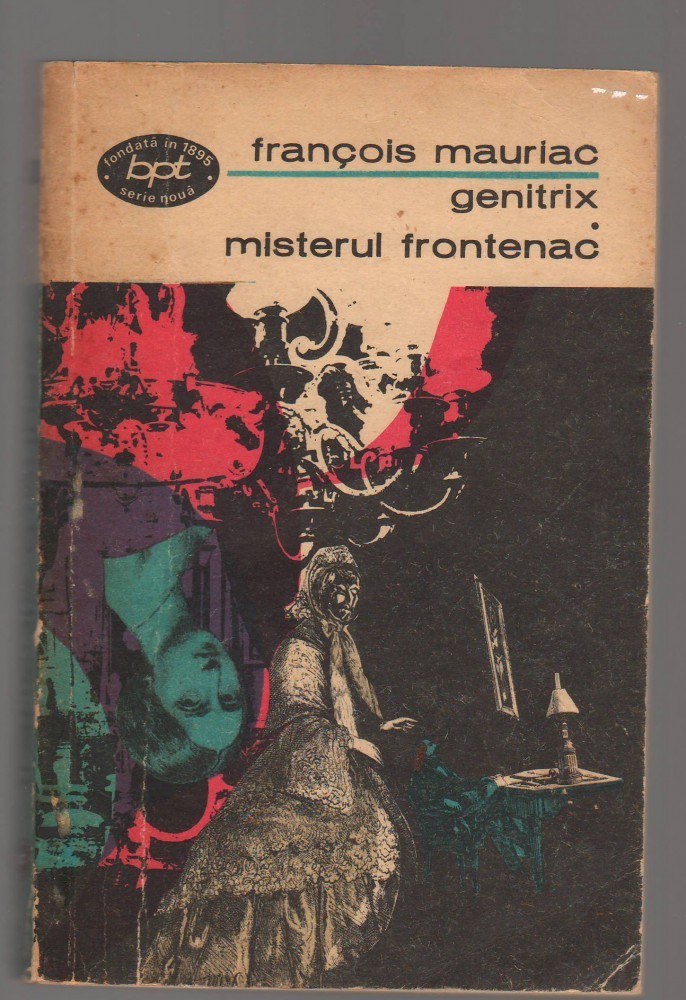 fondată în 1895
bpt
serie nouă
françois mauriac
genitrix
misterul frontenac